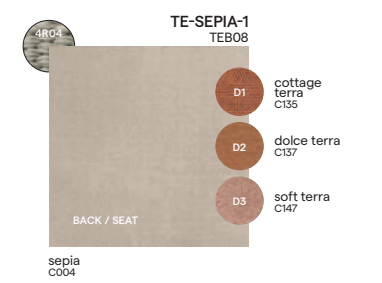 TE-SEPIA-1
TEB08
4R04
D1
cottage
terra
C135
D2
dolce terra
C137
D3
soft terra
C147
BACK / SEAT
sepia
C004